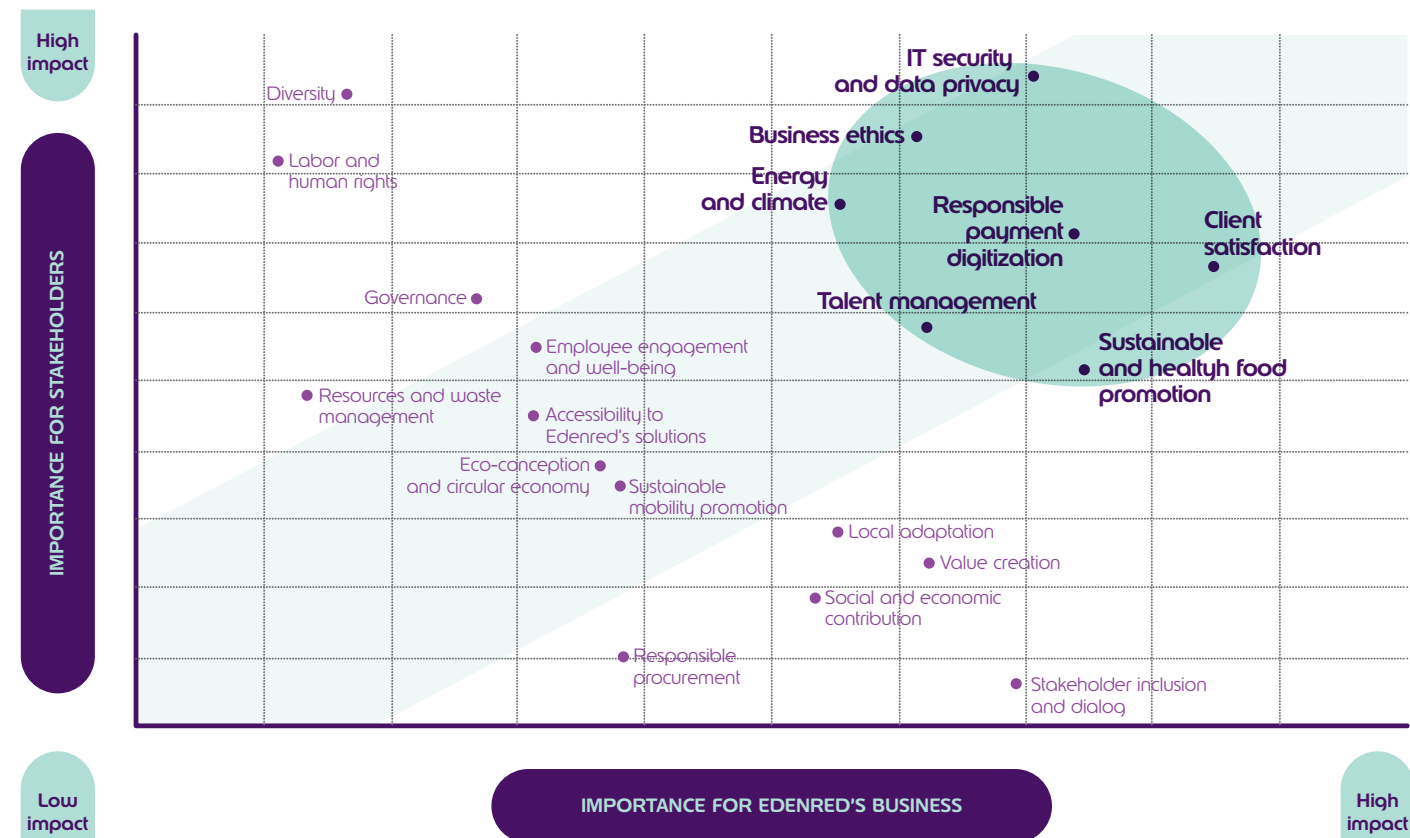 High
impact
IMPORTANCE FOR STAKEHOLDERS
Low
impact
Diversity
Labor and
human rights
IT security
and data privacy
Business ethics
Energy
and climate
Responsible
payment
digitization
Client
satisfaction
Governance
Talent management
Employee engagement
and well-being
Sustainable
and healtyh food
promotion
Resources and waste
management
Accessibility to
Edenred's solutions
Eco-conception
and circular economy
Sustainable
mobility promotion
Local adaptation
Value creation
Social and economic
contribution
Responsible
procurement
Stakeholder inclusion
and dialog
IMPORTANCE FOR EDENRED'S BUSINESS
High
impact